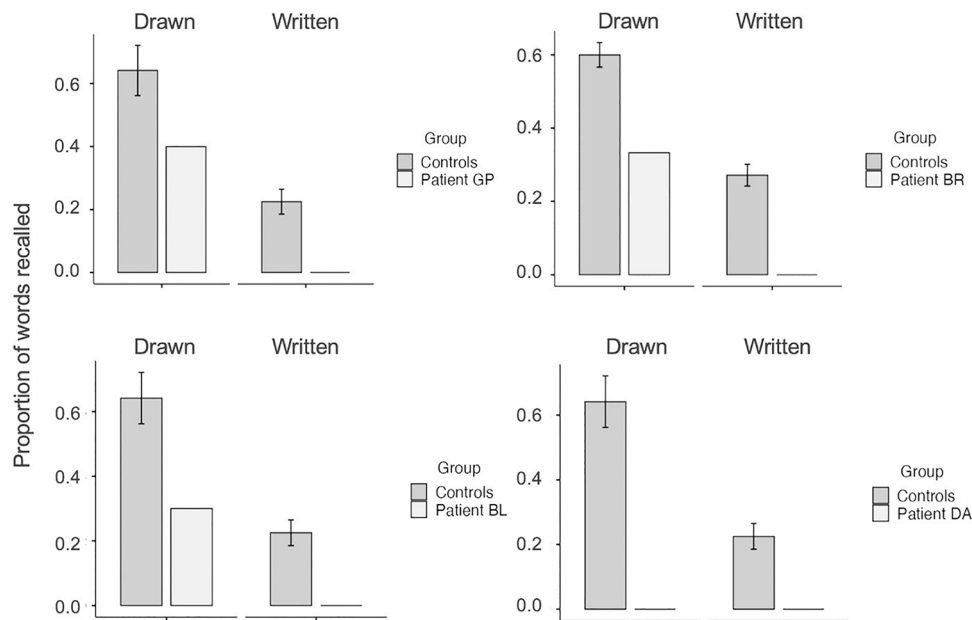 Proportion of words recalled
Drawn Written
0.6
0.4
0.2
0.0
Group
Controls
Patient GP
Drawn Written
0.6
0.4
0.2
0.0
Group
Controls
Patient BR
Drawn Written
0.6
0.4
0.2
0.0
Group
Controls
Patient BL
Drawn Written
0.6
0.4
0.2
0.0
Group
Controls
Patient DA